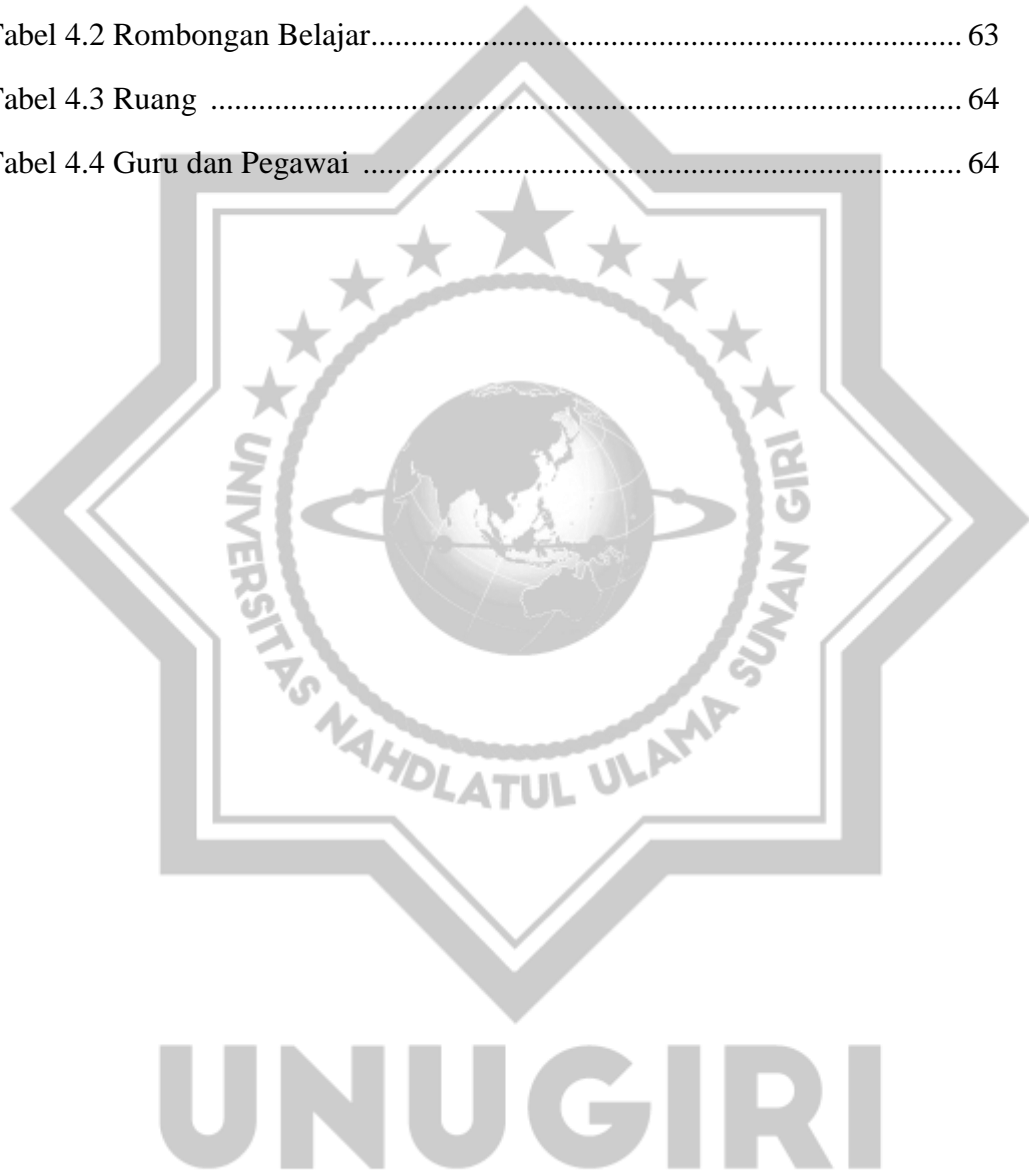 Tabel 4.2 Rombongan Belajar.......................................................................... 63
Tabel 4.3 Ruang .............................................................................................. 64
Tabel 4.4 Guru dan Pegawai ........................................................................... 64
UNIVERSITAS NAHDLATUL ULAMA SUNAN GIRI
UNUGIRI